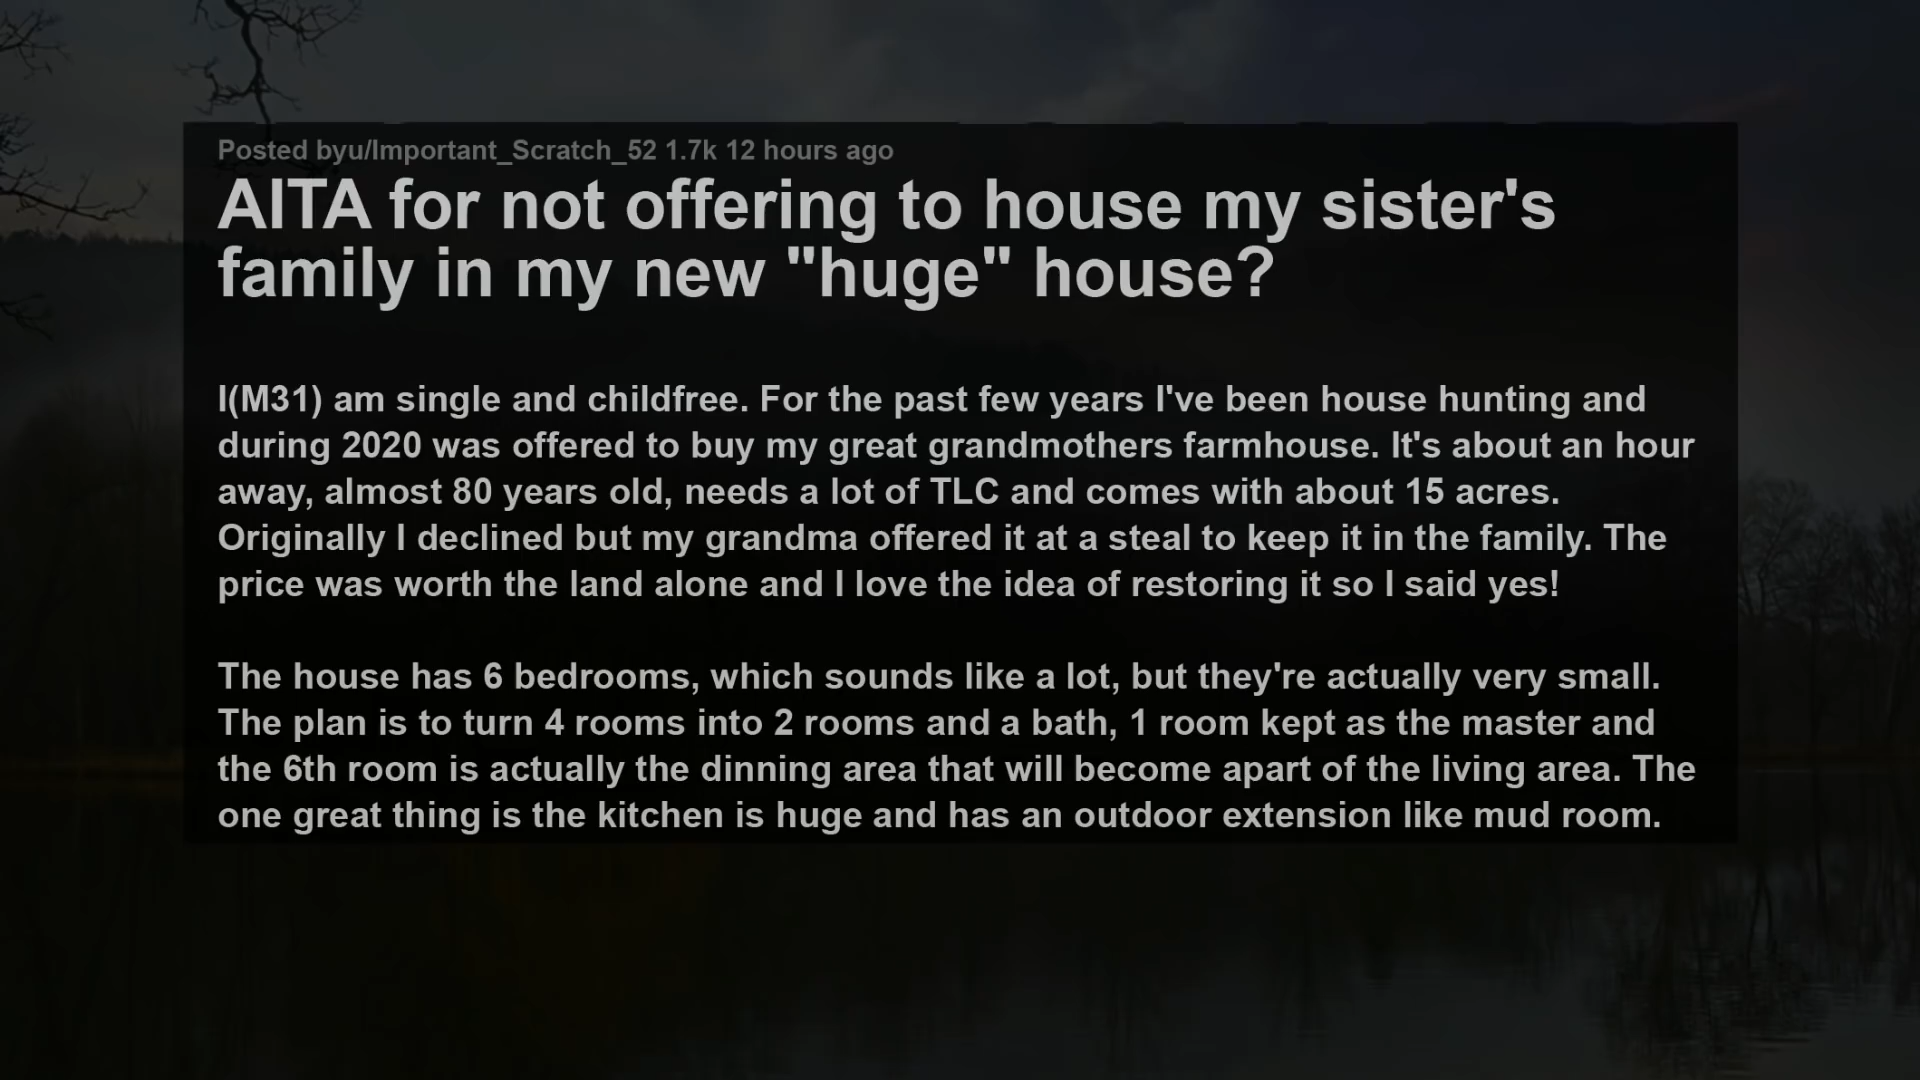 Posted byu/Important_Scratch_52 1.7k 12 hours ago
AITA for not offering to house my sister's
family in my new "huge" house?
I(M31) am single and childfree. For the past few years I've been house hunting and
during 2020 was offered to buy my great grandmothers farmhouse. It's about an hour
away, almost 80 years old, needs a lot of TLC and comes with about 15 acres.
Originally I declined but my grandma offered it at a steal to keep it in the family. The
price was worth the land alone and I love the idea of restoring it so I said yes!
The house has 6 bedrooms, which sounds like a lot, but they're actually very small.
The plan is to turn 4 rooms into 2 rooms and a bath, 1 room kept as the master and
the 6th room is actually the dinning area that will become apart of the living area. The
one great thing is the kitchen is huge and has an outdoor extension like mud room.